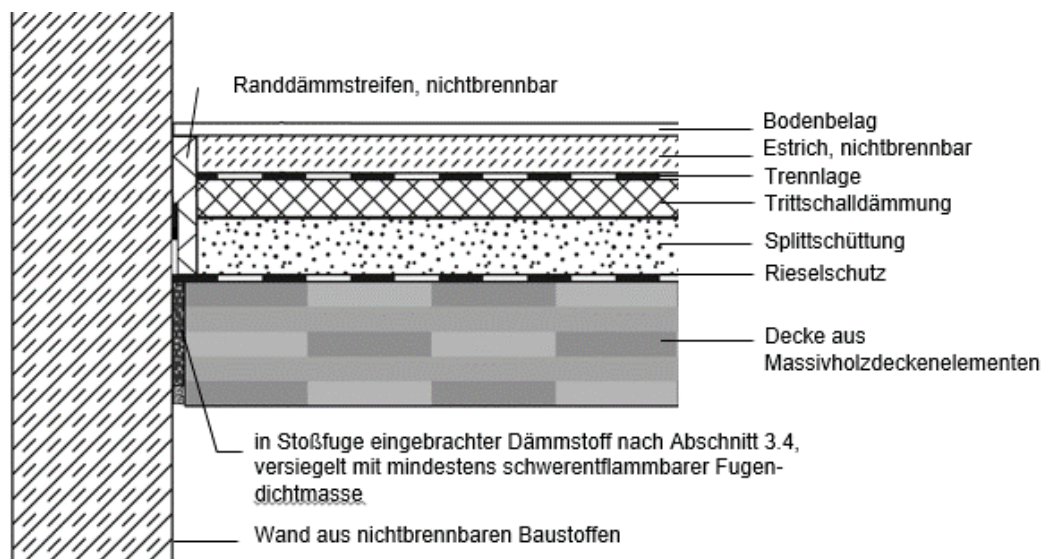 Randdämmstreifen, nichtbrennbar
Bodenbelag
Estrich, nichtbrennbar
Trennlage
Trittschalldämmung
Splittschüttung
Rieselschutz
Decke aus
Massivholzdeckenelementen
in Stoßfuge eingebrachter Dämmstoff nach Abschnitt 3.4,
versiegelt mit mindestens schwerentflammbarer Fugen-
dichtmasse
Wand aus nichtbrennbaren Baustoffen